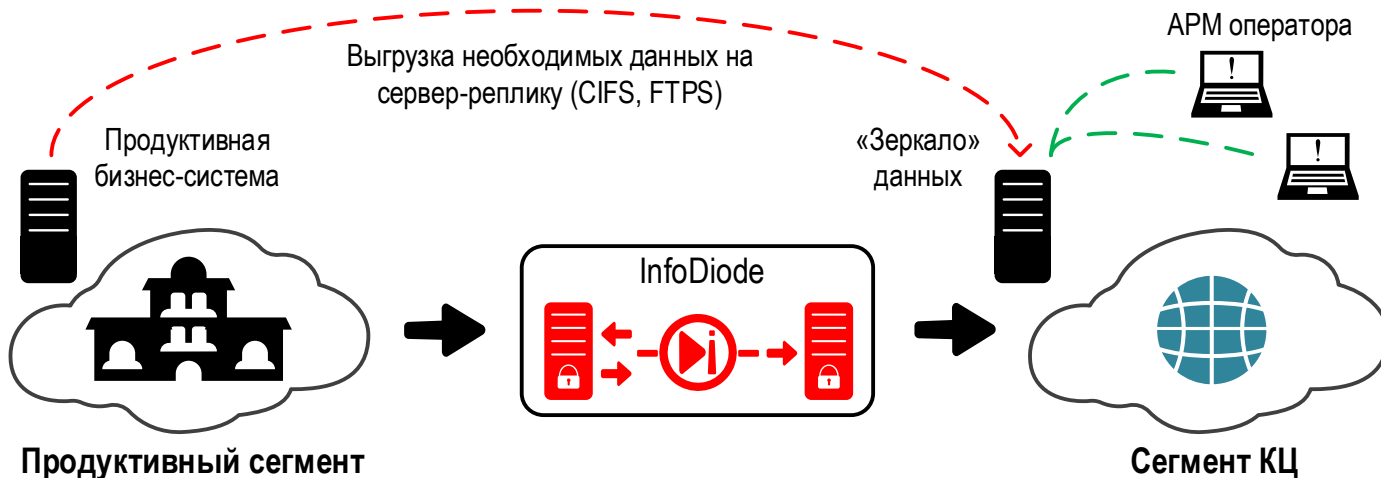 АРМ оператора
Выгрузка необходимых данных на
сервер-реплику (CIFS, FTPS)
Продуктивная
бизнес-система
«Зеркало»
данных
InfoDiode
Продуктивный сегмент
Сегмент КЦ